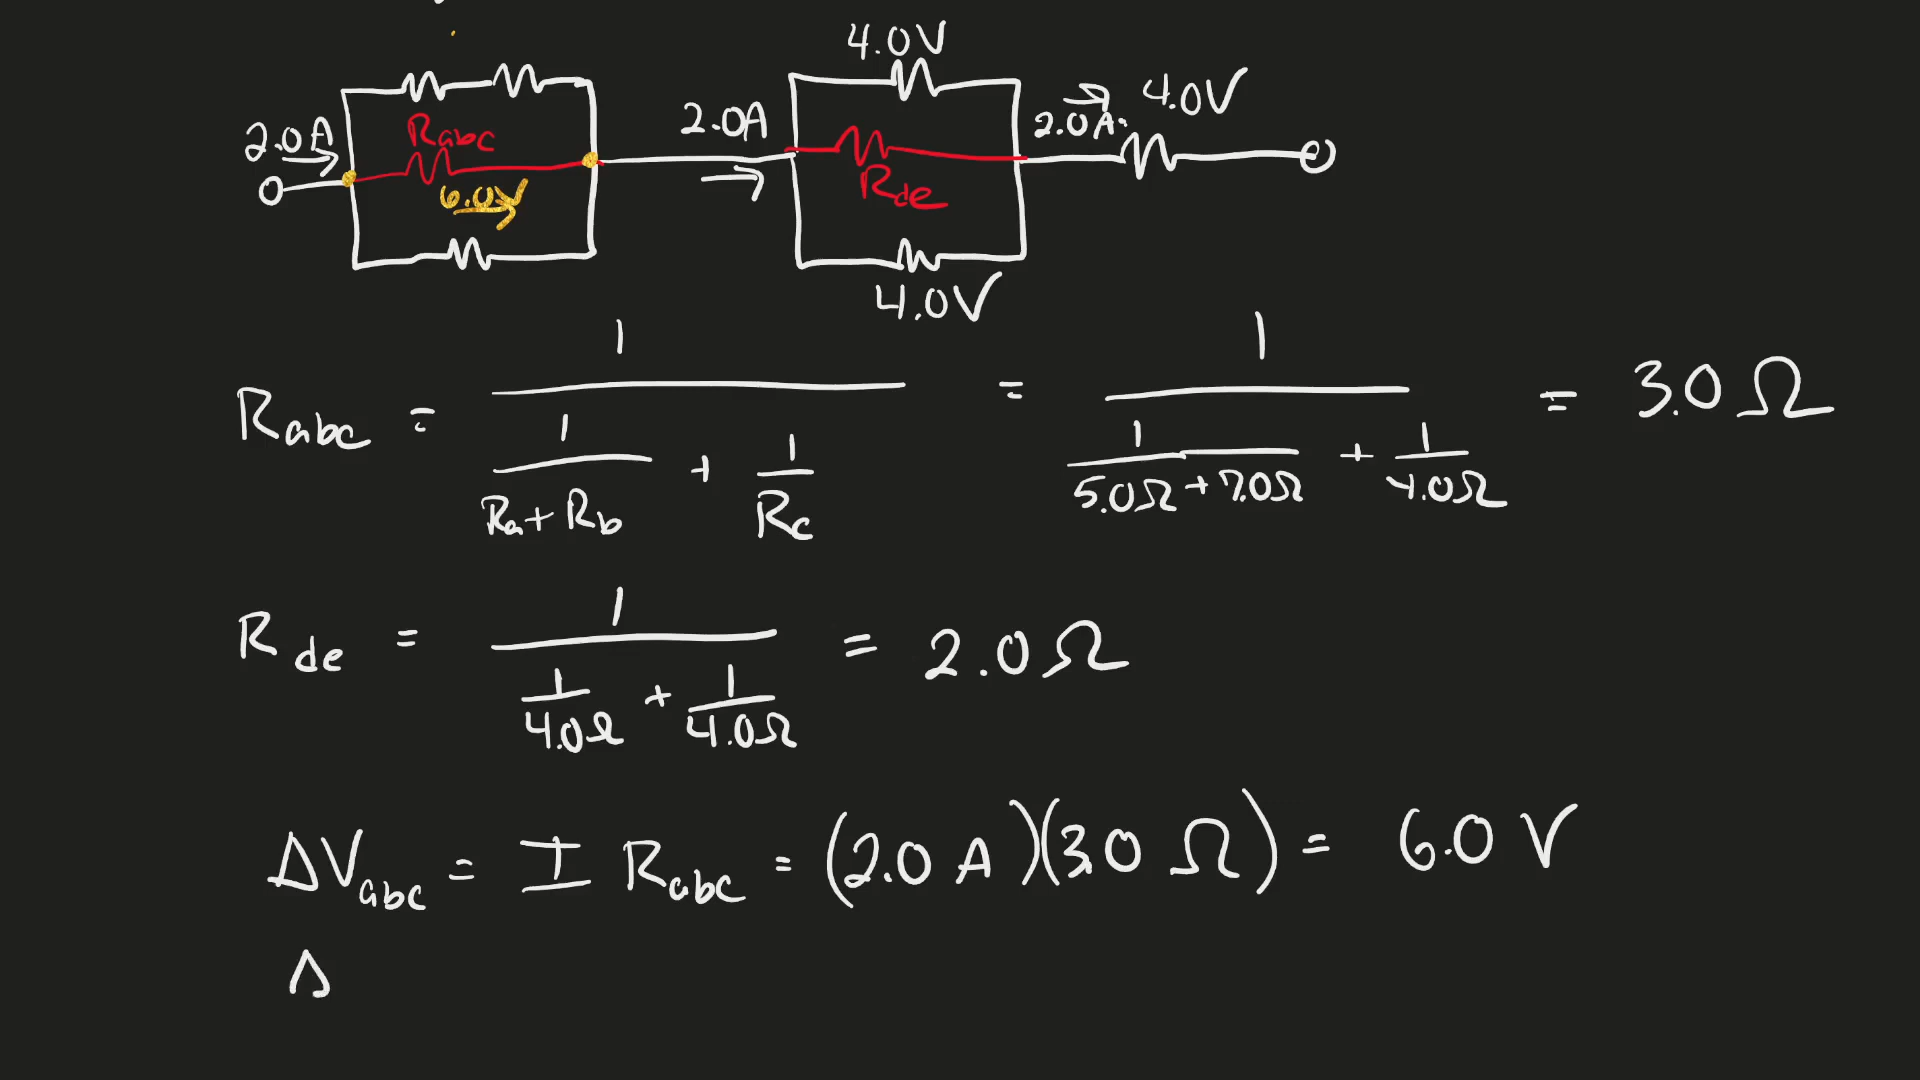 4.0V
2.0A Rabc 2.0A 2.0A 4.0V
6.0V Rde
4.0V
Rabc = 1 / (1/(Ra + Rb) + 1/Rc) = 1 / (1/(5.0Ω + 7.0Ω) + 1/4.0Ω) = 3.0 Ω
Rde = 1 / (1/4.0Ω + 1/4.0Ω) = 2.0Ω
ΔVabc = I Rabc = (2.0 A)(3.0 Ω) = 6.0 V
Δ